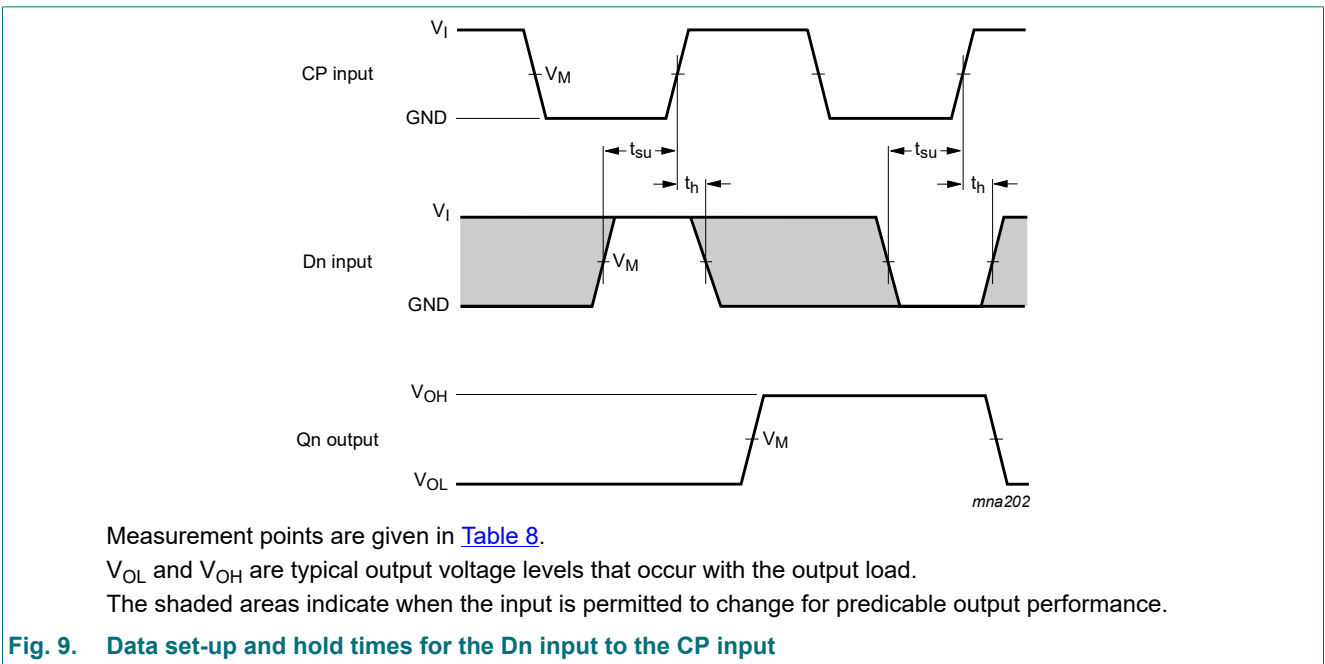 VI
CP input
VM
GND
tsu
tsu
th
th
VI
Dn input
VM
GND
VOH
Qn output
VM
VOL
mna202
Measurement points are given in Table 8.
VOL and VOH are typical output voltage levels that occur with the output load.
The shaded areas indicate when the input is permitted to change for predicable output performance.
Fig. 9. Data set-up and hold times for the Dn input to the CP input